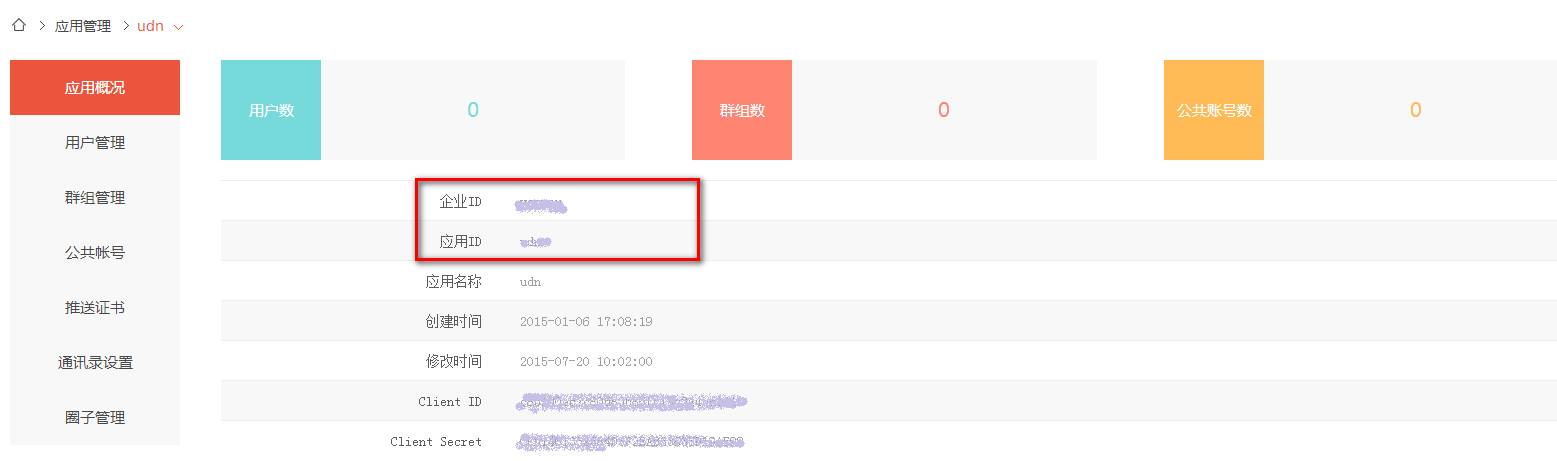 应用管理 udn
应用概况
用户管理
群组管理
公共帐号
推送证书
通讯录设置
圈子管理
用户数 0
群组数 0
公共账号数 0
企业ID
应用ID
应用名称 udn
创建时间 2015-01-06 17:08:19
修改时间 2015-07-20 10:02:00
Client ID
Client Secret